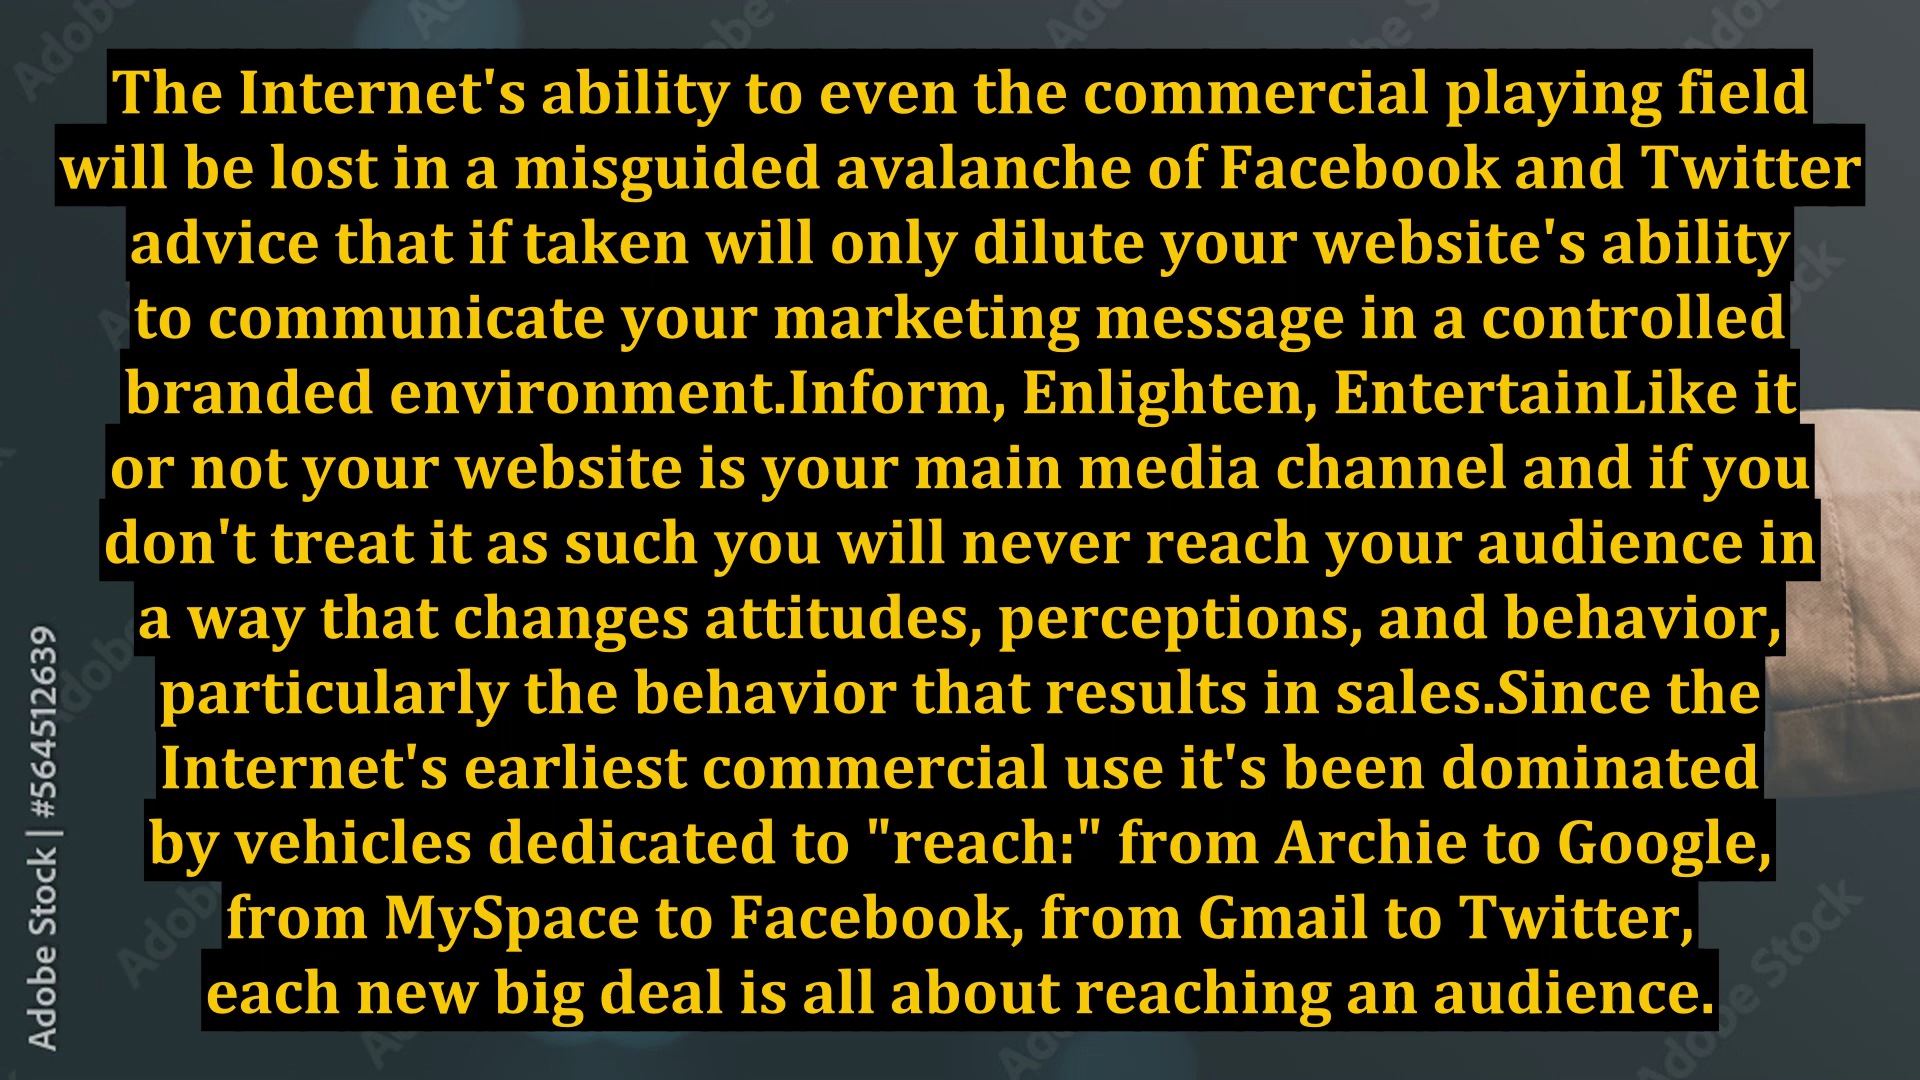 The Internet's ability to even the commercial playing field
will be lost in a misguided avalanche of Facebook and Twitter
advice that if taken will only dilute your website's ability
to communicate your marketing message in a controlled
branded environment.Inform, Enlighten, EntertainLike it
or not your website is your main media channel and if you
don't treat it as such you will never reach your audience in
a way that changes attitudes, perceptions, and behavior,
particularly the behavior that results in sales.Since the
Internet's earliest commercial use it's been dominated
by vehicles dedicated to "reach:" from Archie to Google,
from MySpace to Facebook, from Gmail to Twitter,
each new big deal is all about reaching an audience.
Adobe Stock | #564512639
Adobe Stock